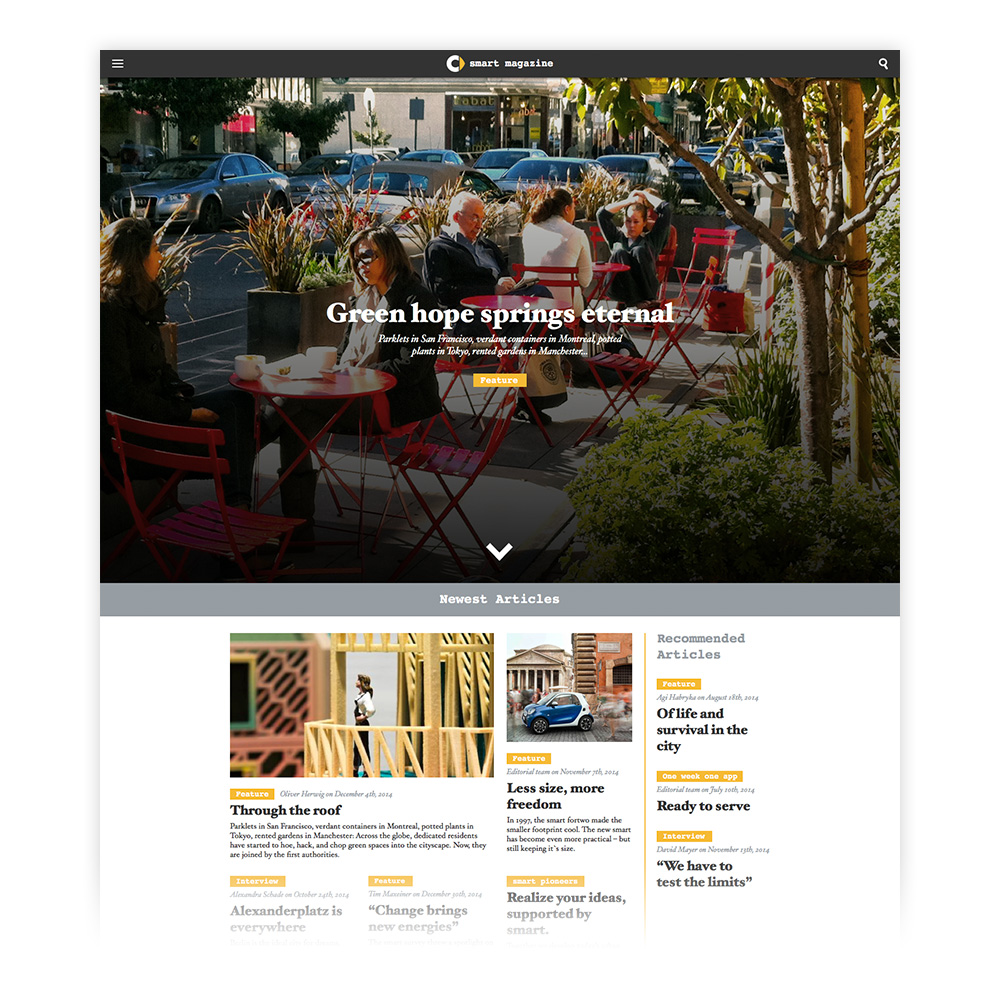 smart magazine
rabat
Green hope springs eternal
Parklets in San Francisco, verdant containers in Montreal, potted
plants in Tokyo, rented gardens in Manchester...
Feature
Newest Articles
Feature Oliver Herwig on December 4th, 2014
Through the roof
Parklets in San Francisco, verdant containers in Montreal, potted plants in
Tokyo, rented gardens in Manchester: Across the globe, dedicated residents
have started to hoe, hack, and chop green spaces into the cityscape. Now, they
are joined by the first authorities.
Interview
Alexandra Schade on October 24th, 2014
Alexanderplatz is
everywhere
Feature
Tim Maxeiner on December 30th, 2014
“Change brings
new energies”
Feature
Editorial team on November 7th, 2014
Less size, more
freedom
In 1997, the smart fortwo made the
smaller footprint cool. The new smart
has become even more practical – but
still keeping it´s size.
smart pioneers
Realize your ideas,
supported by
smart.
Recommended
Articles
Feature
Agi Habryka on August 18th, 2014
Of life and
survival in the
city
One week one app
Editorial team on July 10th, 2014
Ready to serve
Interview
David Mayer on November 13th, 2014
“We have to
test the limits”